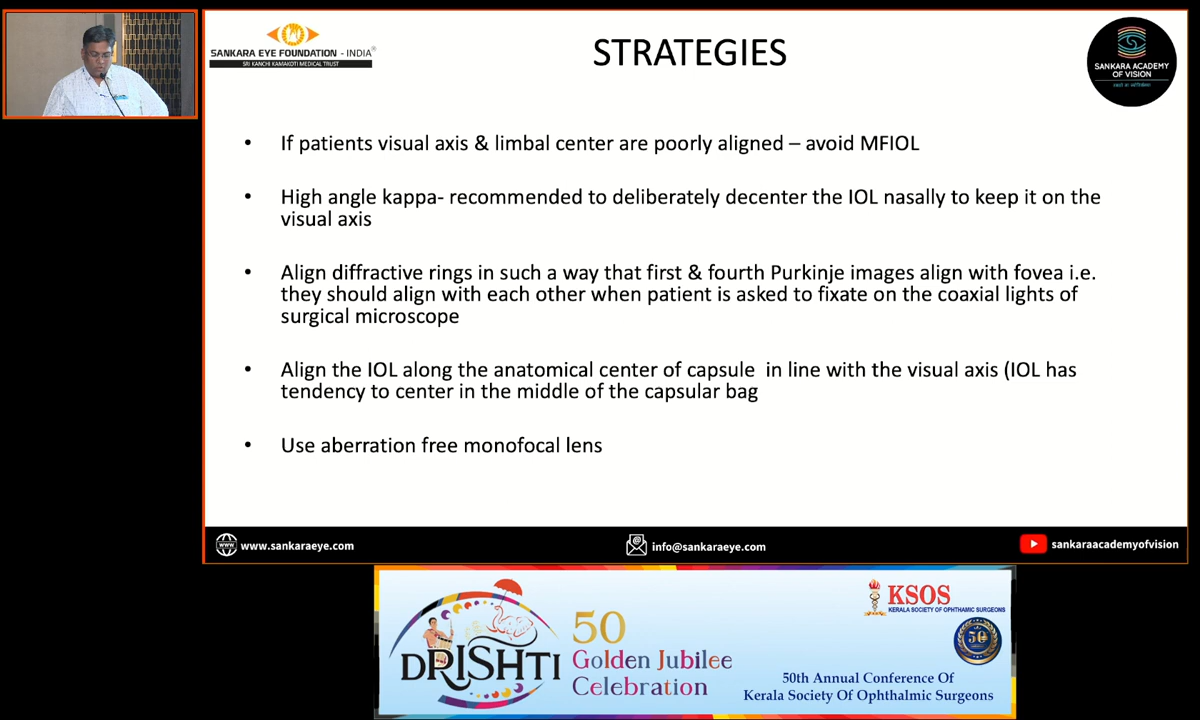 SANKARA EYE FOUNDATION - INDIA®
SRI KANCHI KAMAKOTI MEDICAL TRUST
STRATEGIES
SANKARA ACADEMY
OF VISION
• If patients visual axis & limbal center are poorly aligned – avoid MFIOL
• High angle kappa- recommended to deliberately decenter the IOL nasally to keep it on the
visual axis
• Align diffractive rings in such a way that first & fourth Purkinje images align with fovea i.e.
they should align with each other when patient is asked to fixate on the coaxial lights of
surgical microscope
• Align the IOL along the anatomical center of capsule in line with the visual axis (IOL has
tendency to center in the middle of the capsular bag
• Use aberration free monofocal lens
www.sankaraeye.com
info@sankaraeye.com
sankaraacademyofvision
DRISHTI
50
Golden Jubilee
Celebration
KSOS
KERALA SOCIETY OF OPHTHAMIC SURGEONS
50
50th Annual Conference Of
Kerala Society Of Ophthalmic Surgeons